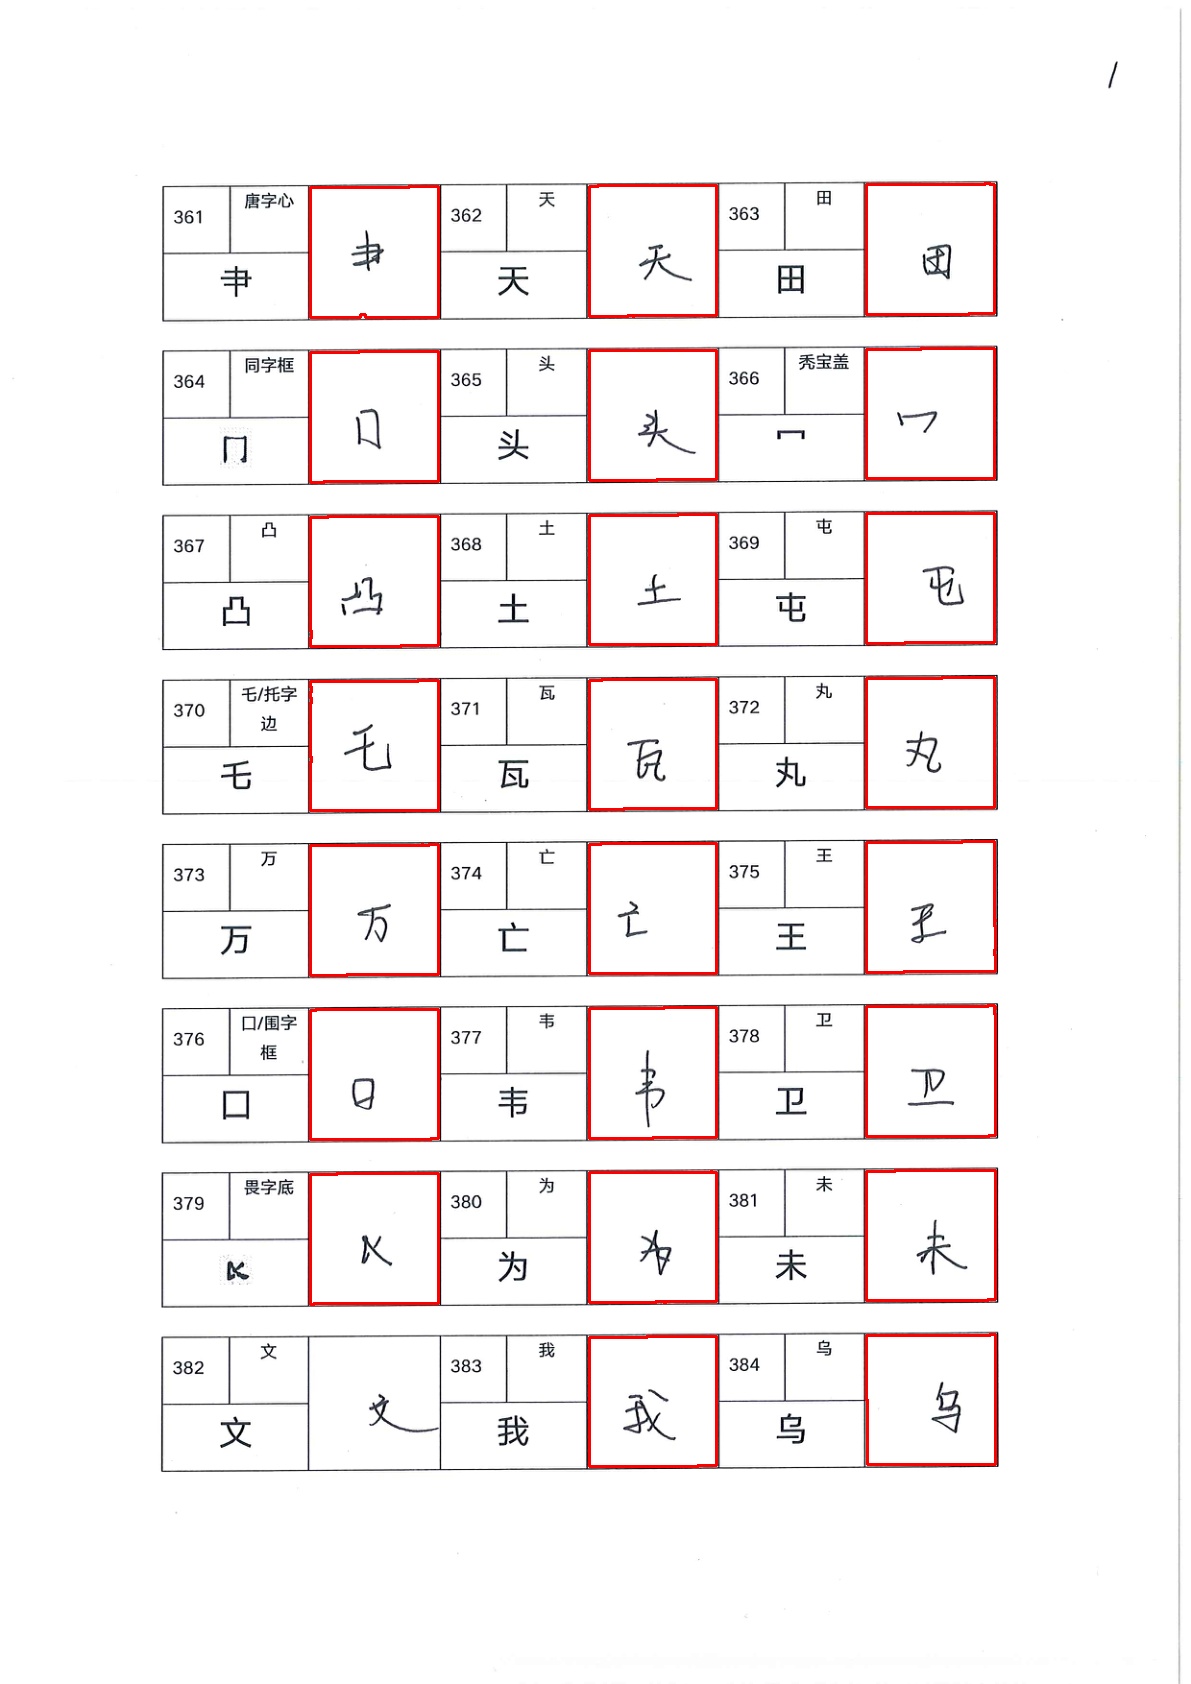 1
361 唐字心 肀 肀 362 天 天 天 363 田 田 田
364 同字框 冂 冂 365 头 头 头 366 秃宝盖 冖 冖
367 凸 凸 凸 368 土 土 土 369 屯 屯 屯
370 毛/托字边 毛 毛 371 瓦 瓦 瓦 372 丸 丸 丸
373 万 万 万 374 亡 亡 亡 375 王 王 王
376 口/围字框 囗 囗 377 韦 韦 韦 378 卫 卫 卫
379 畏字底 380 为 为 为 381 未 未 未
382 文 文 文 383 我 我 我 384 乌 乌 乌